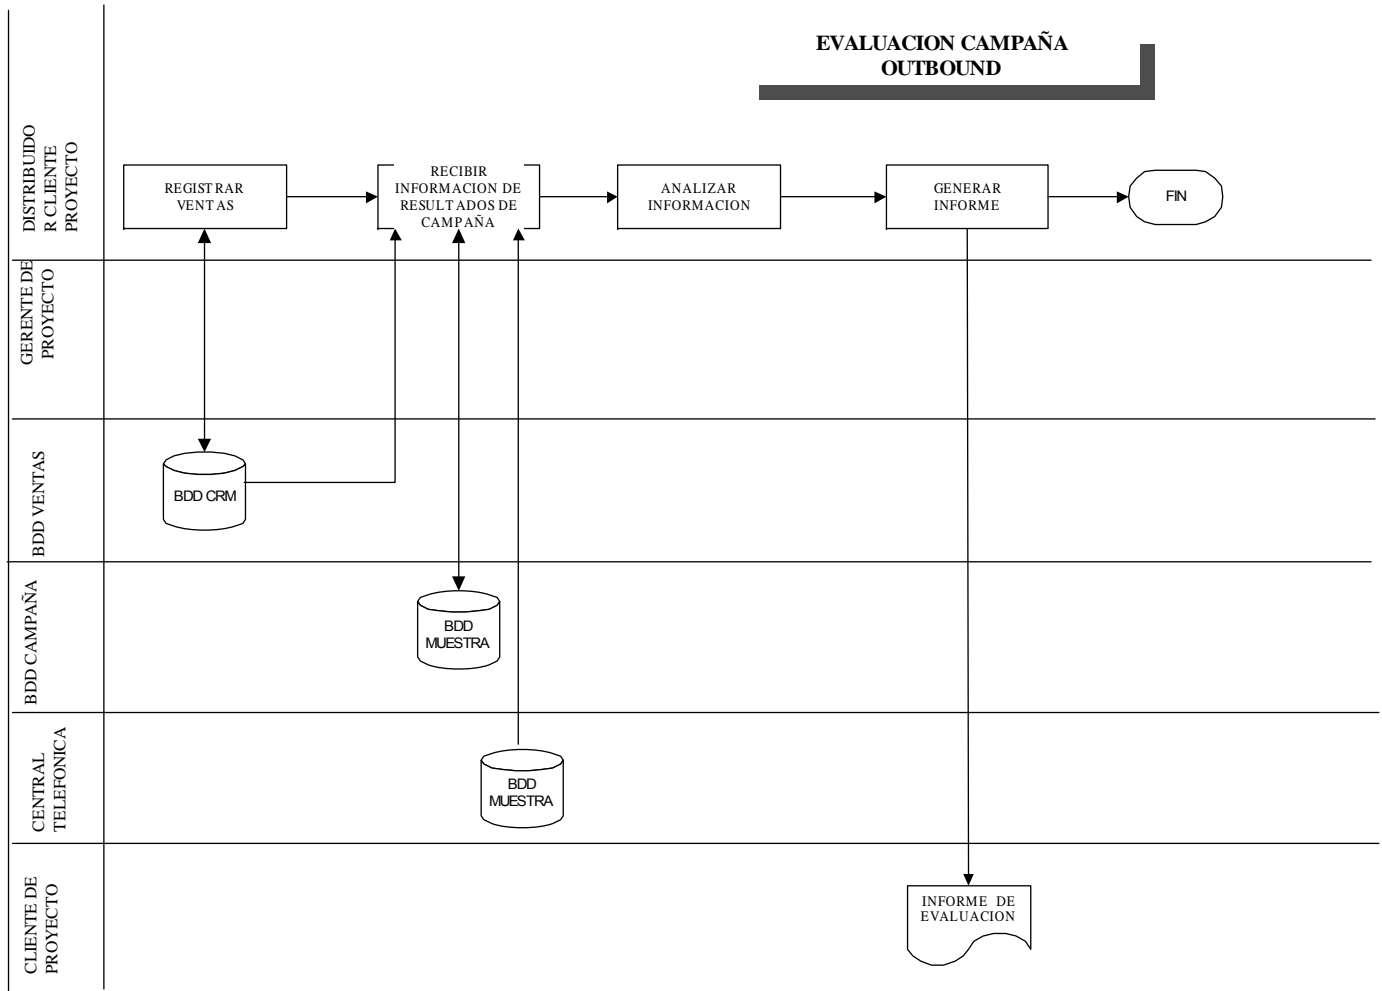 EVALUACION CAMPAÑA
OUTBOUND
DISTRIBUIDO
R CLIENTE
PROYECTO
REGISTRAR
VENTAS
RECIBIR
INFORMACION DE
RESULTADOS DE
CAMPAÑA
ANALIZAR
INFORMACION
GENERAR
INFORME
FIN
GERENTE DE
PROYECTO
BDD VENTAS
BDD CRM
BDD CAMPAÑA
BDD
MUESTRA
CENTRAL
TELEFONICA
BDD
MUESTRA
CLIENTE DE
PROYECTO
INFORME DE
EVALUACION